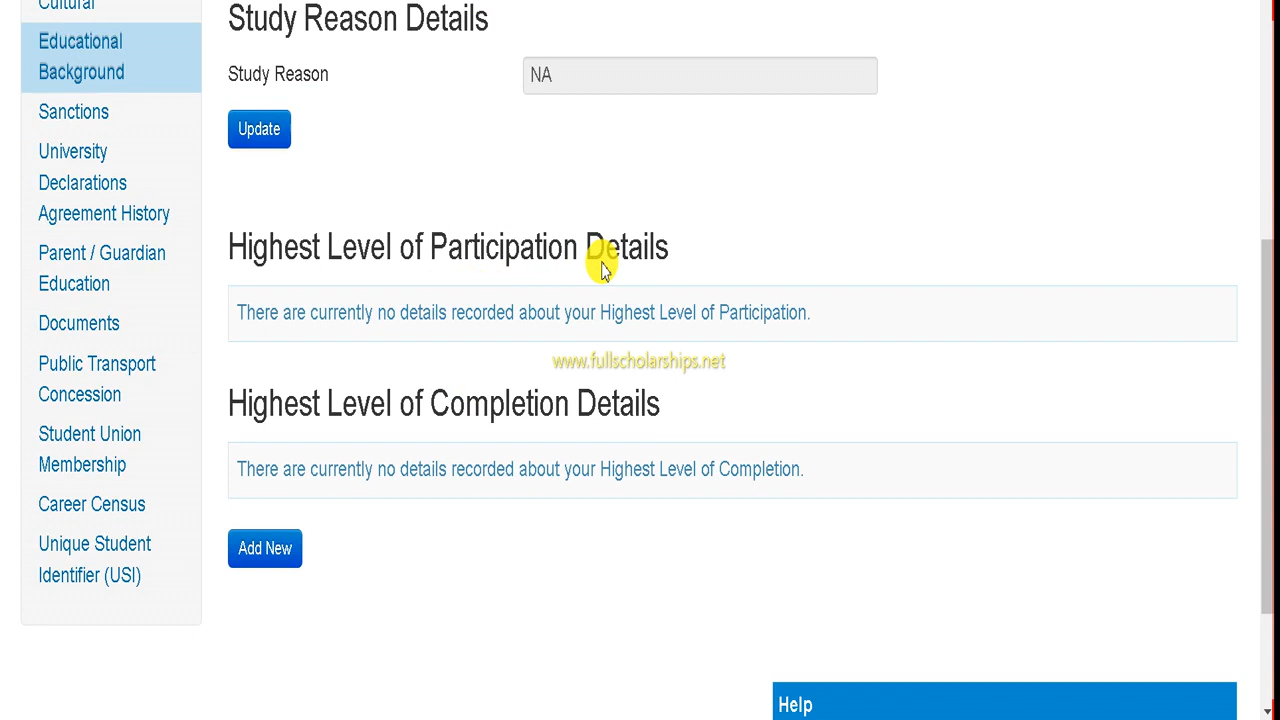 Cultural
Educational
Background
Sanctions
University
Declarations
Agreement History
Parent / Guardian
Education
Documents
Public Transport
Concession
Student Union
Membership
Career Census
Unique Student
Identifier (USI)
Study Reason Details
Study Reason
NA
Update
Highest Level of Participation Details
There are currently no details recorded about your Highest Level of Participation.
www.fullscholarships.net
Highest Level of Completion Details
There are currently no details recorded about your Highest Level of Completion.
Add New
Help